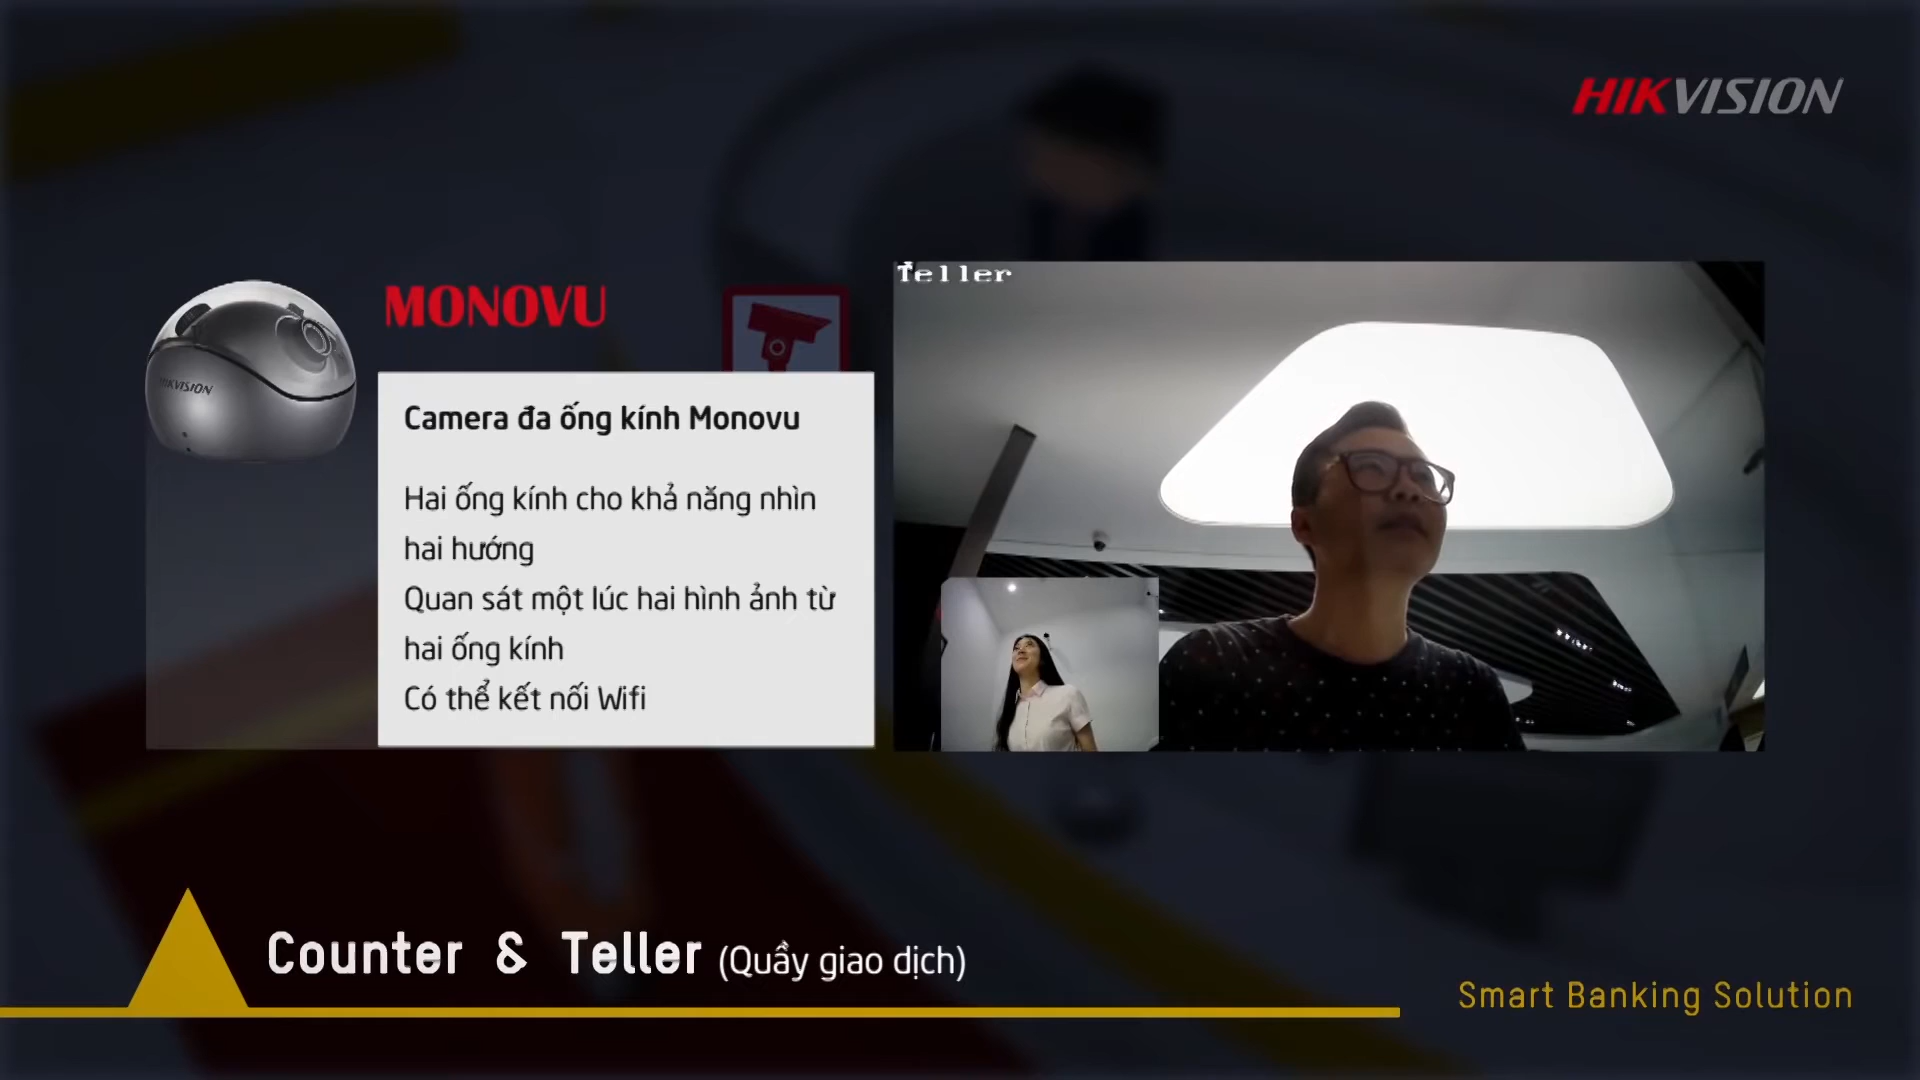 HIKVISION
MONOVU
Teller
HIKVISION
Camera đa ống kính Monovu
Hai ống kính cho khả năng nhìn
hai hướng
Quan sát một lúc hai hình ảnh từ
hai ống kính
Có thể kết nối Wifi
Counter & Teller (Quầy giao dịch)
Smart Banking Solution